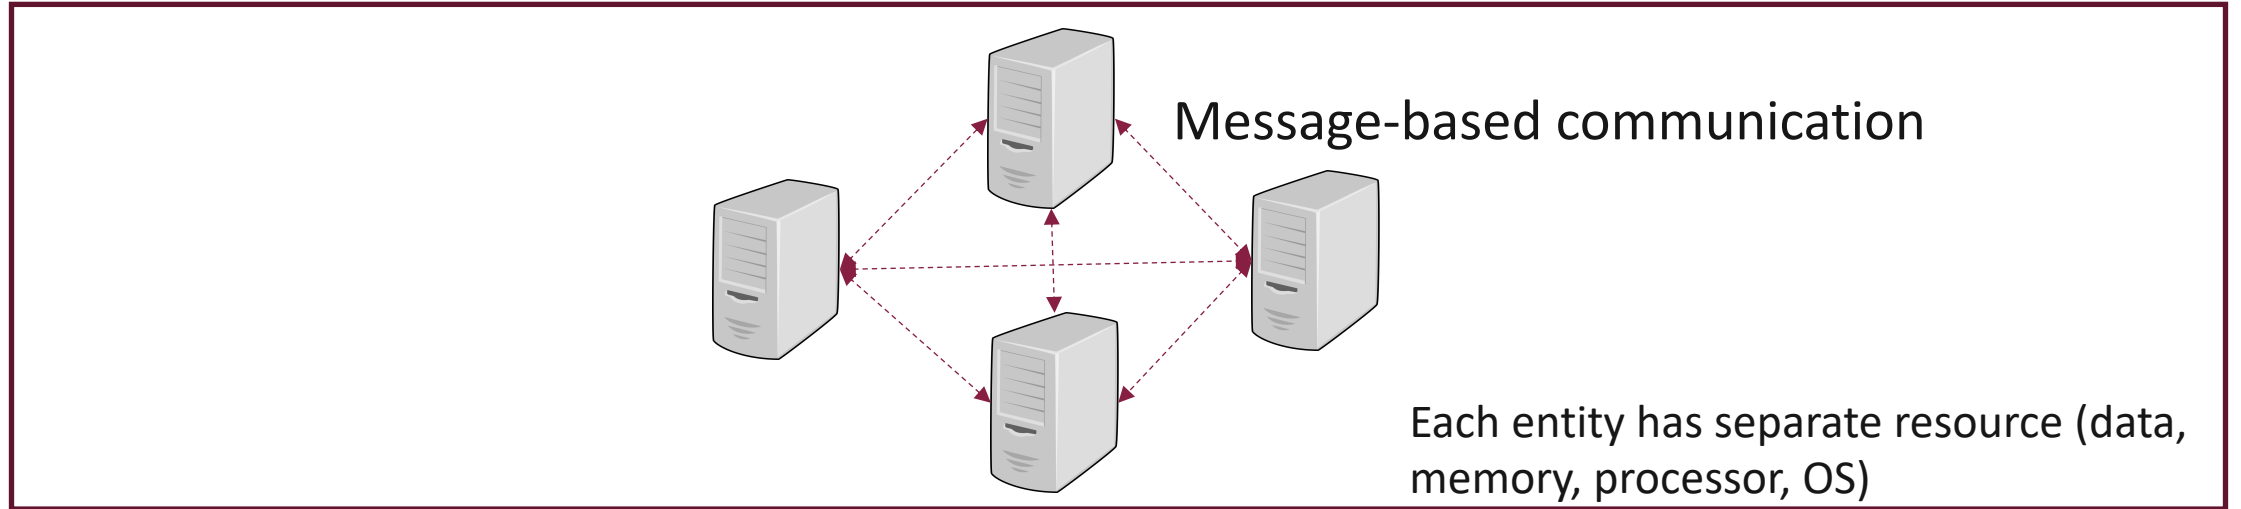 Message-based communication
Each entity has separate resource (data,
memory, processor, OS)